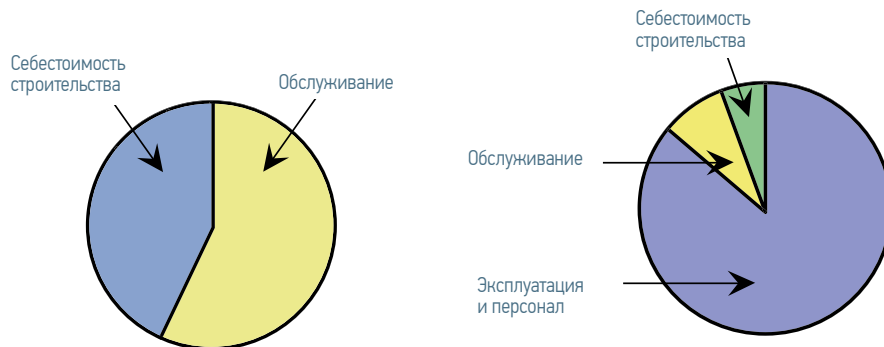 Себестоимость
строительства
Обслуживание
Себестоимость
строительства
Обслуживание
Эксплуатация
и персонал